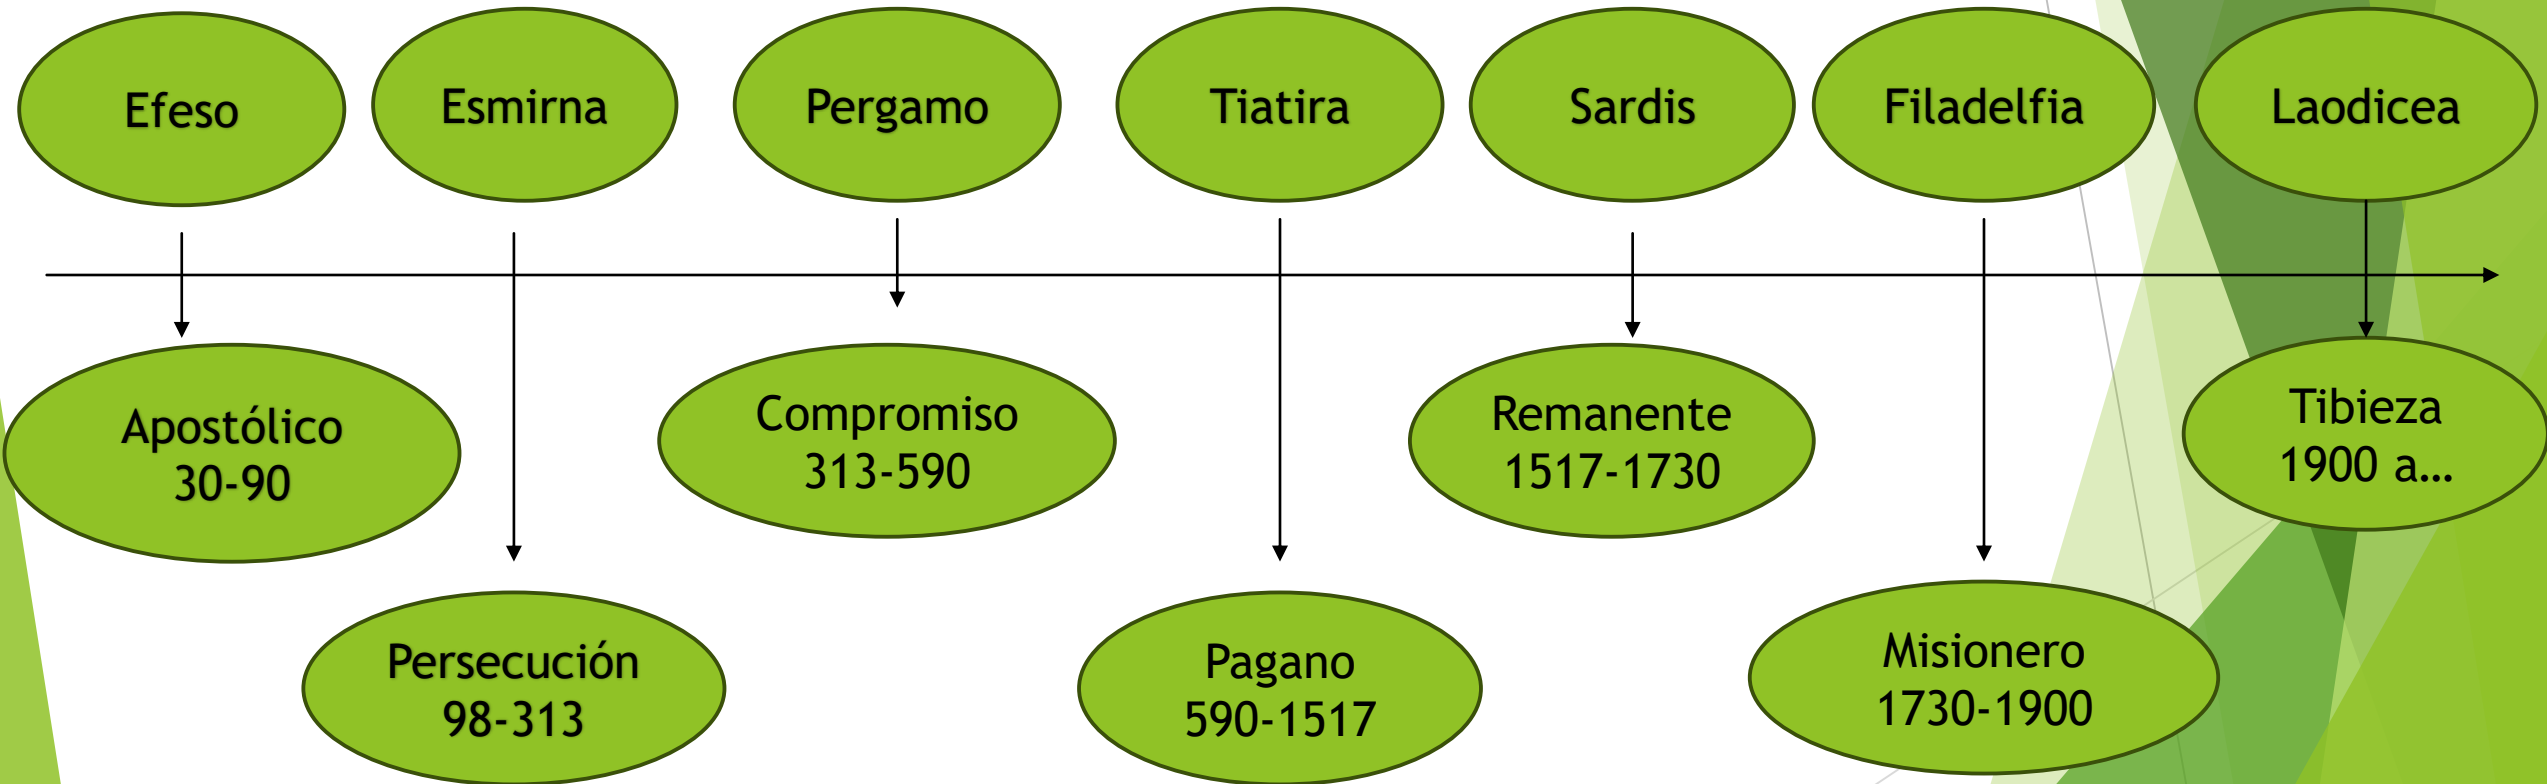 Efeso
Esmirna
Pergamo
Tiatira
Sardis
Filadelfia
Laodicea
Apostólico
30-90
Compromiso
313-590
Remanente
1517-1730
Tibieza
1900 a…
Persecución
98-313
Pagano
590-1517
Misionero
1730-1900